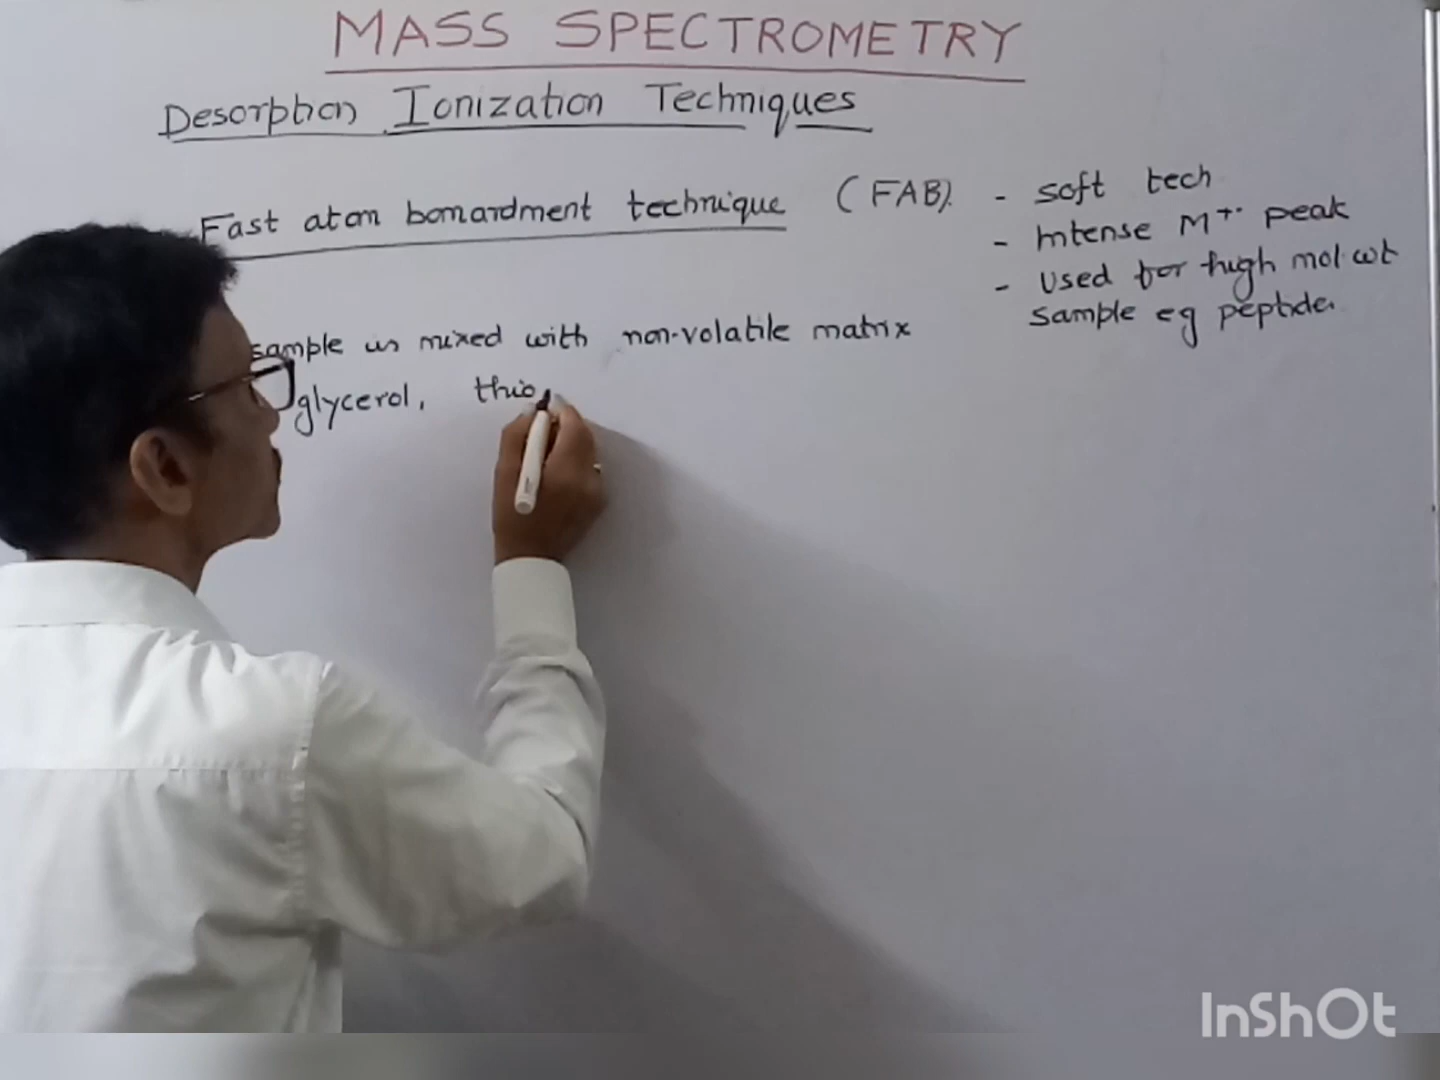 MASS SPECTROMETRY
Desorption Ionization Techniques
Fast atom bomardment technique (FAB).
- soft tech
- Intense M+· peak
- Used for high mol.wt
sample eg peptide
sample is mixed with non-volatile matrix
glycerol, thio
InShOt